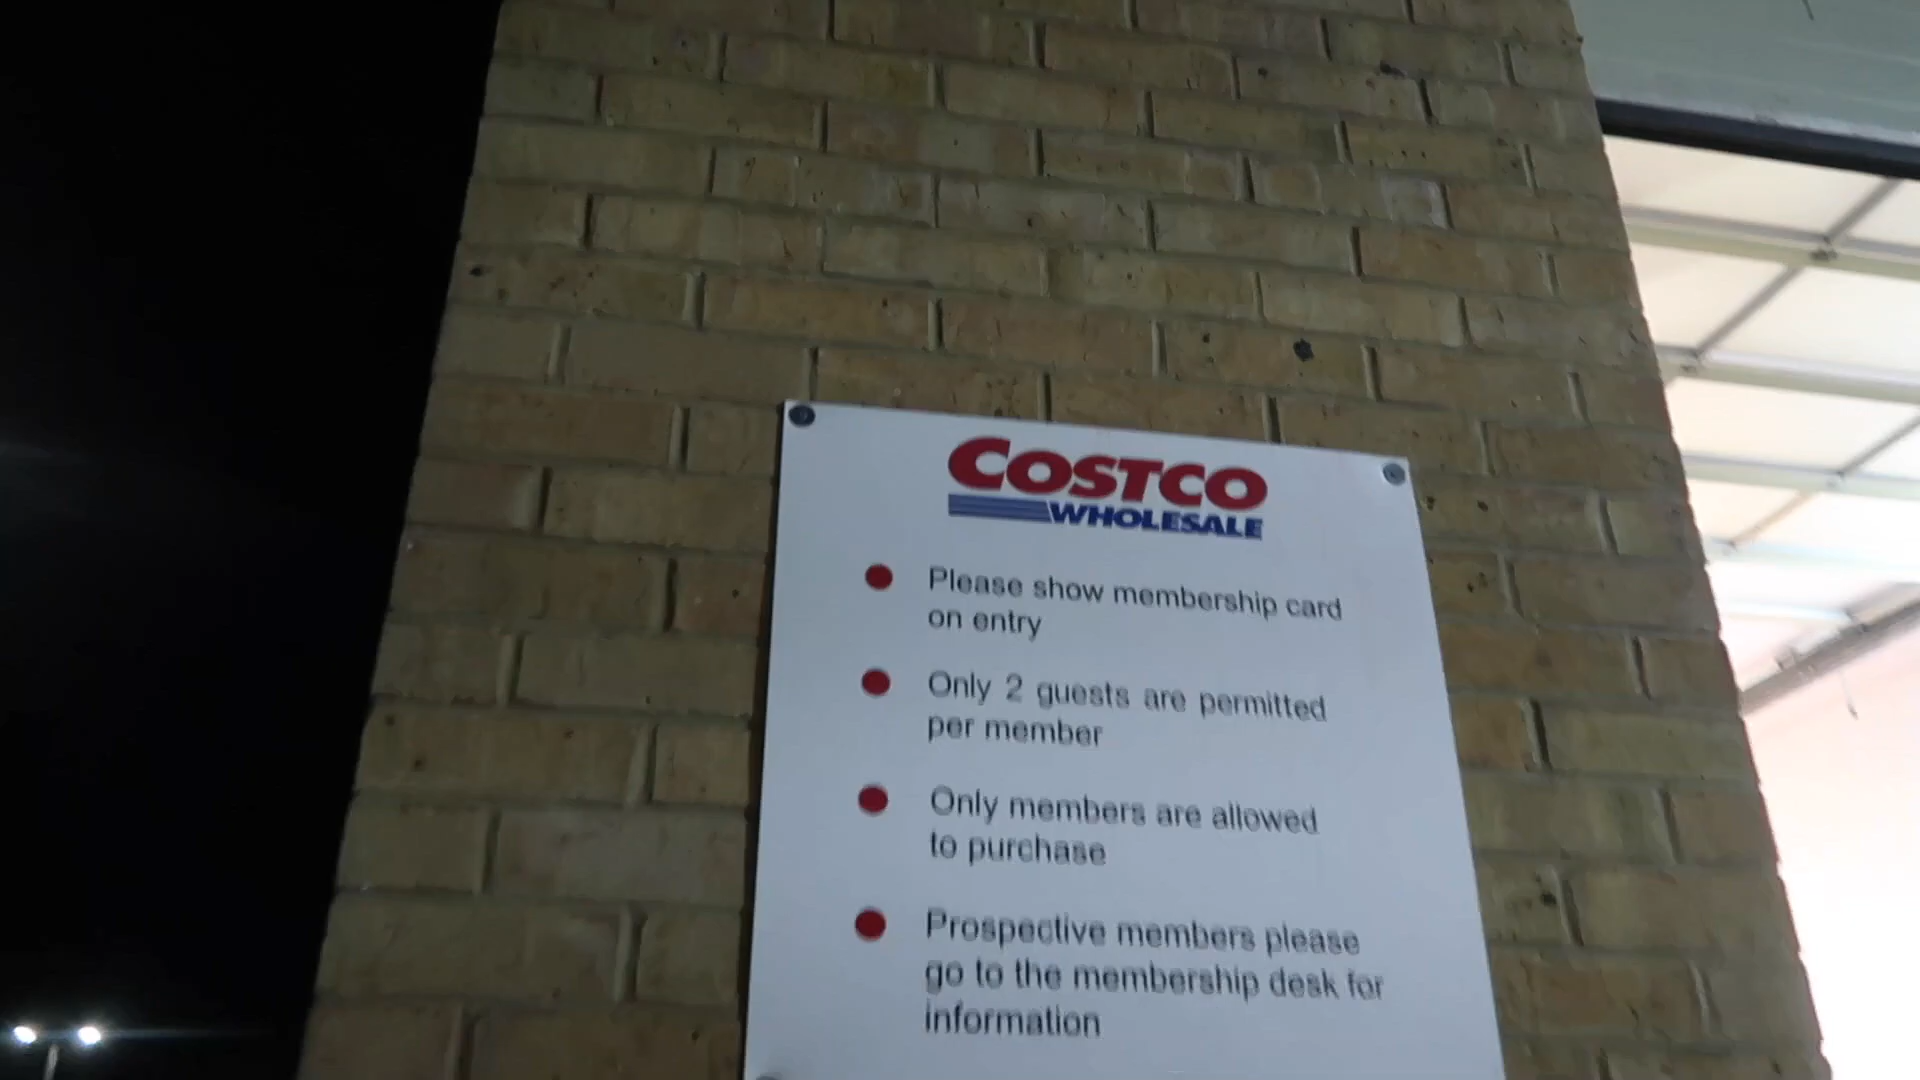 COSTCO
WHOLESALE
Please show membership card
on entry
Only 2 guests are permitted
per member
Only members are allowed
to purchase
Prospective members please
go to the membership desk for
information